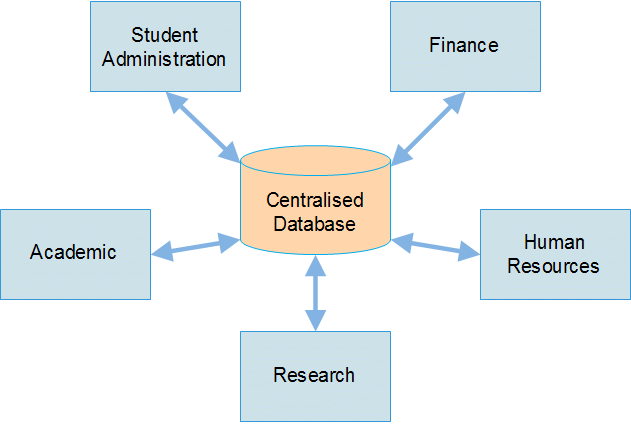 Student
Administration
Finance
Centralised
Database
Academic
Human
Resources
Research